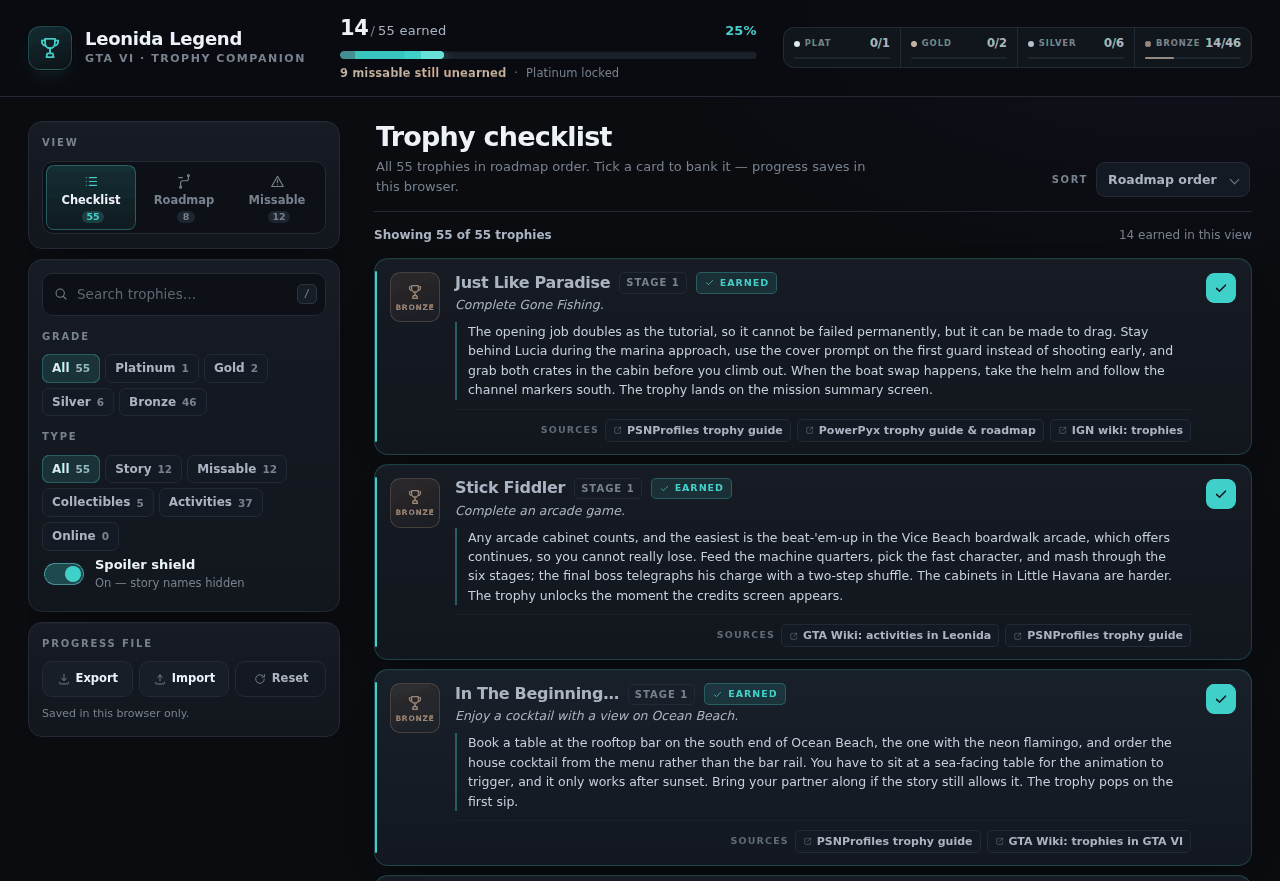 Leonida Legend
GTA VI · TROPHY COMPANION
14 / 55 earned
25%
9 missable still unearned · Platinum locked
PLAT 0/1
GOLD 0/2
SILVER 0/6
BRONZE 14/46
VIEW
Checklist
55
Roadmap
8
Missable
12
Search trophies…
/
GRADE
All 55
Platinum 1
Gold 2
Silver 6
Bronze 46
TYPE
All 55
Story 12
Missable 12
Collectibles 5
Activities 37
Online 0
Spoiler shield
On — story names hidden
PROGRESS FILE
Export
Import
Reset
Saved in this browser only.
Trophy checklist
All 55 trophies in roadmap order. Tick a card to bank it — progress saves in
this browser.
SORT
Roadmap order
Showing 55 of 55 trophies
14 earned in this view
BRONZE
Just Like Paradise
STAGE 1
EARNED
Complete Gone Fishing.
The opening job doubles as the tutorial, so it cannot be failed permanently, but it can be made to drag. Stay
behind Lucia during the marina approach, use the cover prompt on the first guard instead of shooting early, and
grab both crates in the cabin before you climb out. When the boat swap happens, take the helm and follow the
channel markers south. The trophy lands on the mission summary screen.
SOURCES
PSNProfiles trophy guide
PowerPyx trophy guide & roadmap
IGN wiki: trophies
BRONZE
Stick Fiddler
STAGE 1
EARNED
Complete an arcade game.
Any arcade cabinet counts, and the easiest is the beat-'em-up in the Vice Beach boardwalk arcade, which offers
continues, so you cannot really lose. Feed the machine quarters, pick the fast character, and mash through the
six stages; the final boss telegraphs his charge with a two-step shuffle. The cabinets in Little Havana are harder.
The trophy unlocks the moment the credits screen appears.
SOURCES
GTA Wiki: activities in Leonida
PSNProfiles trophy guide
BRONZE
In The Beginning…
STAGE 1
EARNED
Enjoy a cocktail with a view on Ocean Beach.
Book a table at the rooftop bar on the south end of Ocean Beach, the one with the neon flamingo, and order the
house cocktail from the menu rather than the bar rail. You have to sit at a sea-facing table for the animation to
trigger, and it only works after sunset. Bring your partner along if the story still allows it. The trophy pops on the
first sip.
SOURCES
PSNProfiles trophy guide
GTA Wiki: trophies in GTA VI